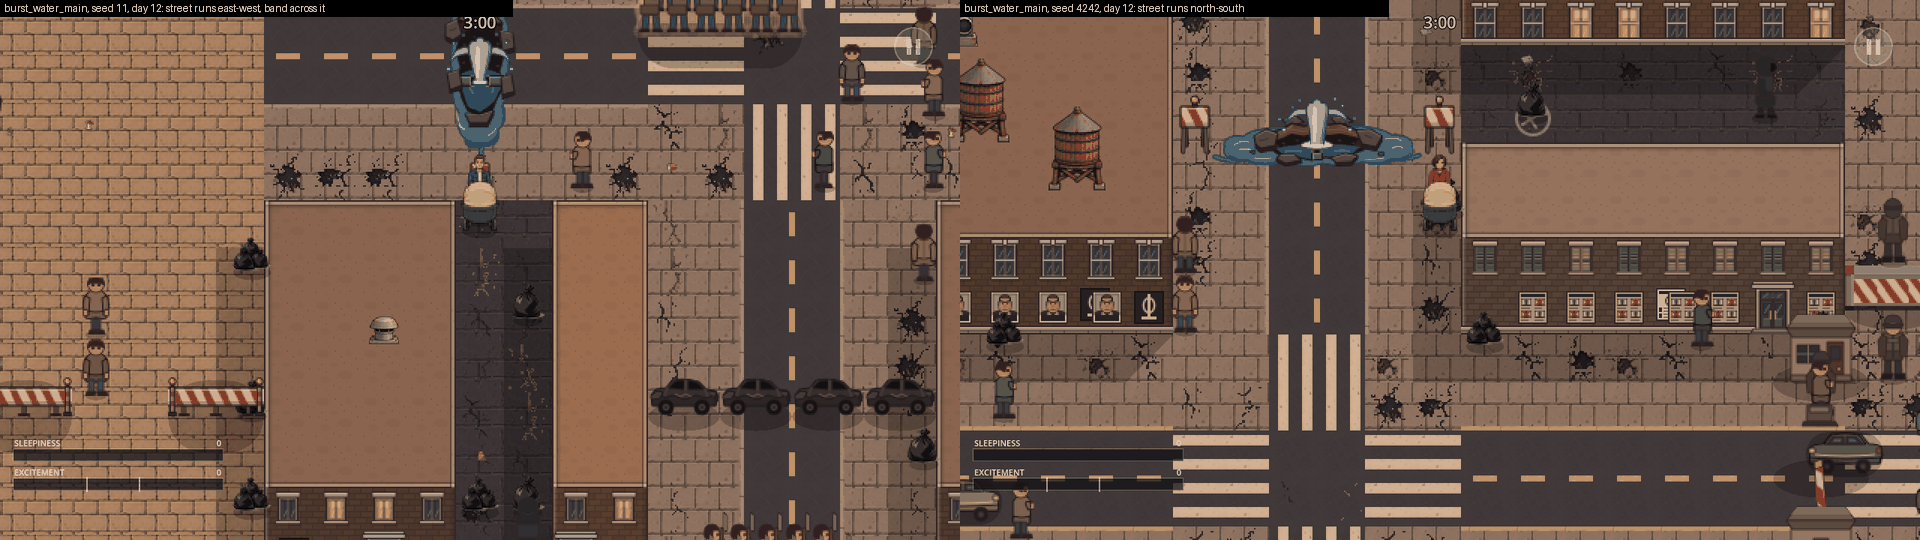 burst_water_main, seed 11, day 12: street runs east-west, band across it
3:00
SLEEPINESS 0
EXCITEMENT 0
burst_water_main, seed 4242, day 12: street runs north-south
3:00
SLEEPINESS 0
EXCITEMENT 0